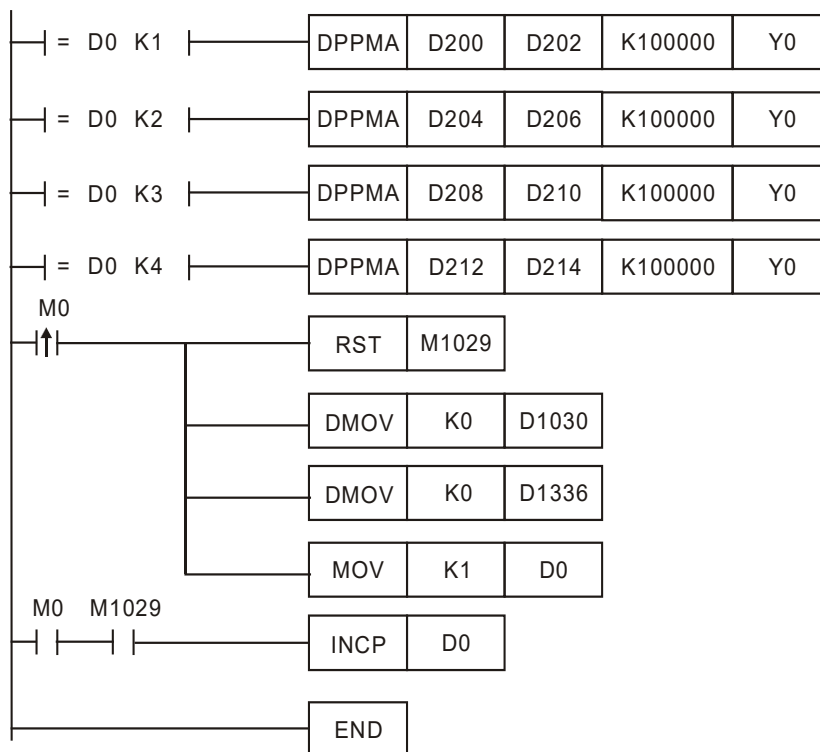 = D0 K1 DPPMA D200 D202 K100000 Y0
= D0 K2 DPPMA D204 D206 K100000 Y0
= D0 K3 DPPMA D208 D210 K100000 Y0
= D0 K4 DPPMA D212 D214 K100000 Y0
M0
RST M1029
DMOV K0 D1030
DMOV K0 D1336
MOV K1 D0
M0 M1029
INCP D0
END